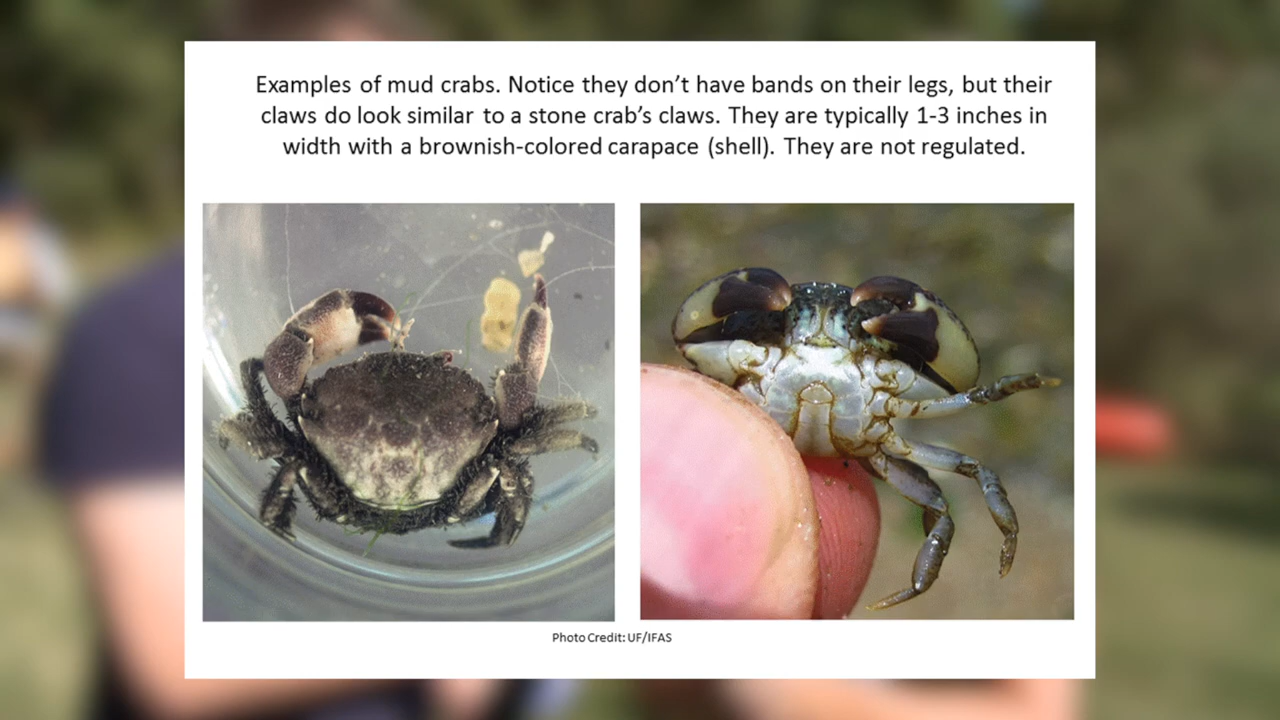 Examples of mud crabs. Notice they don’t have bands on their legs, but their
claws do look similar to a stone crab’s claws. They are typically 1-3 inches in
width with a brownish-colored carapace (shell). They are not regulated.
Photo Credit: UF/IFAS